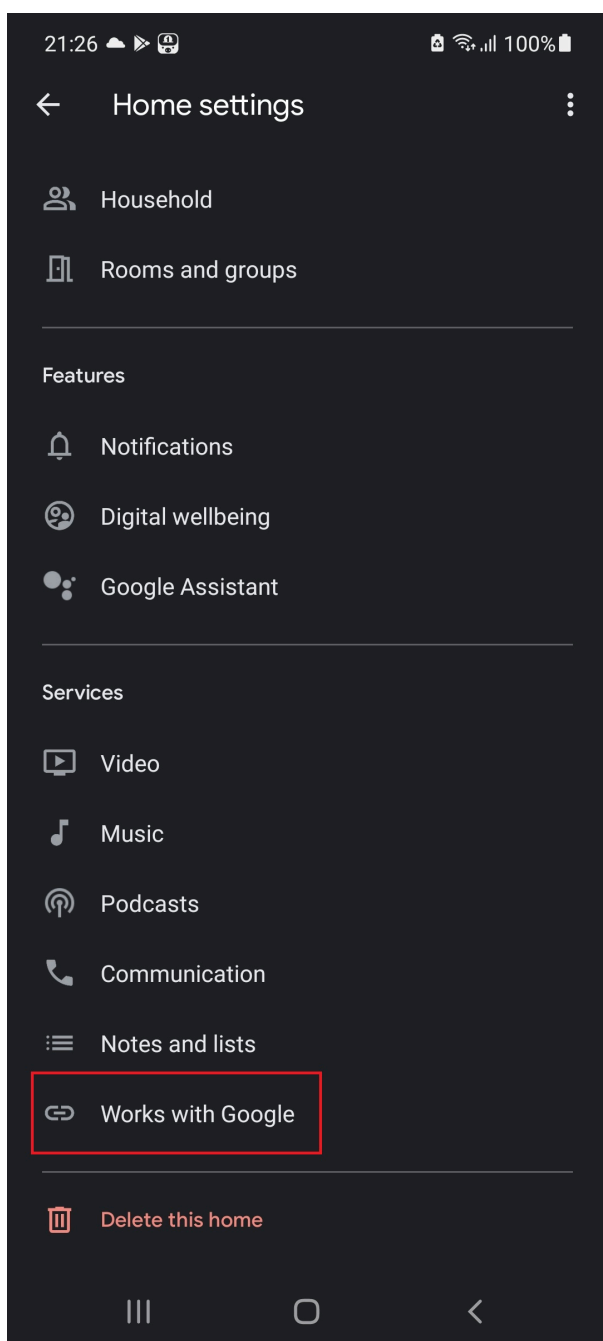 21:26 100%
Home settings
Household
Rooms and groups
Features
Notifications
Digital wellbeing
Google Assistant
Services
Video
Music
Podcasts
Communication
Notes and lists
Works with Google
Delete this home